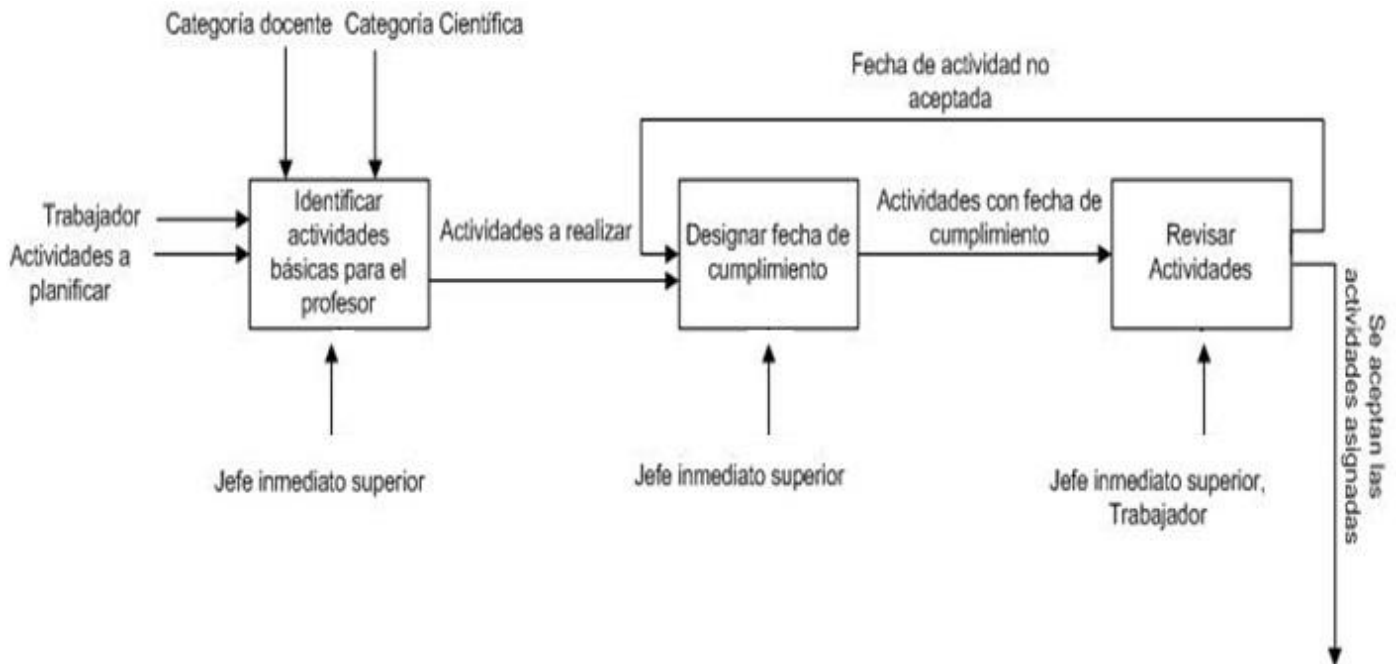 Categoría docente Categoría Científica
Fecha de actividad no
aceptada
Trabajador
Actividades a
planificar
Identificar
actividades
básicas para el
profesor
Actividades a realizar
Designar fecha de
cumplimiento
Actividades con fecha de
cumplimiento
Revisar
Actividades
Se aceptan las
actividades asignadas
Jefe inmediato superior
Jefe inmediato superior
Jefe inmediato superior,
Trabajador